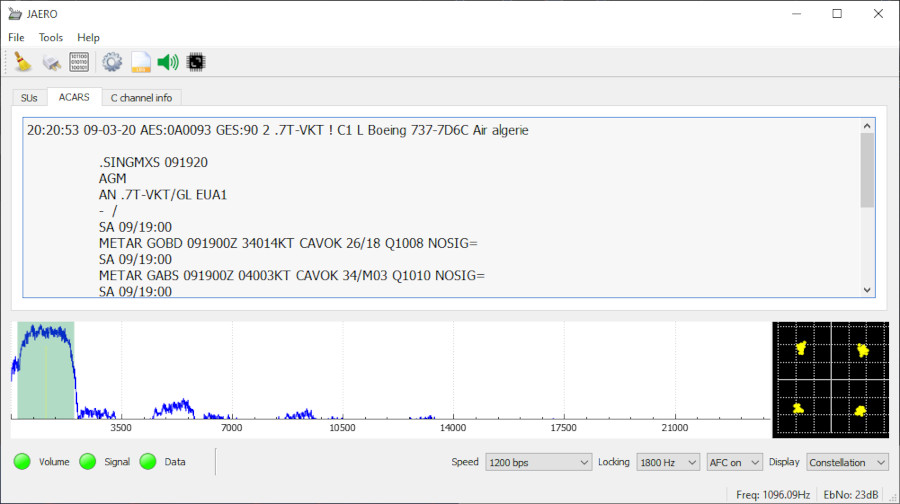 JAERO
File Tools Help
101100
010110
100101
SUs ACARS C channel info
20:20:53 09-03-20 AES:0A0093 GES:90 2 .7T-VKT ! C1 L Boeing 737-7D6C Air algerie
.SINGMXS 091920
AGM
AN .7T-VKT/GL EUA1
- /
SA 09/19:00
METAR GOBD 091900Z 34014KT CAVOK 26/18 Q1008 NOSIG=
SA 09/19:00
METAR GABS 091900Z 04003KT CAVOK 34/M03 Q1010 NOSIG=
SA 09/19:00
3500 7000 10500 14000 17500 21000
Volume Signal Data Speed 1200 bps Locking 1800 Hz AFC on Display Constellation
Freq: 1096.09Hz EbNo: 23dB